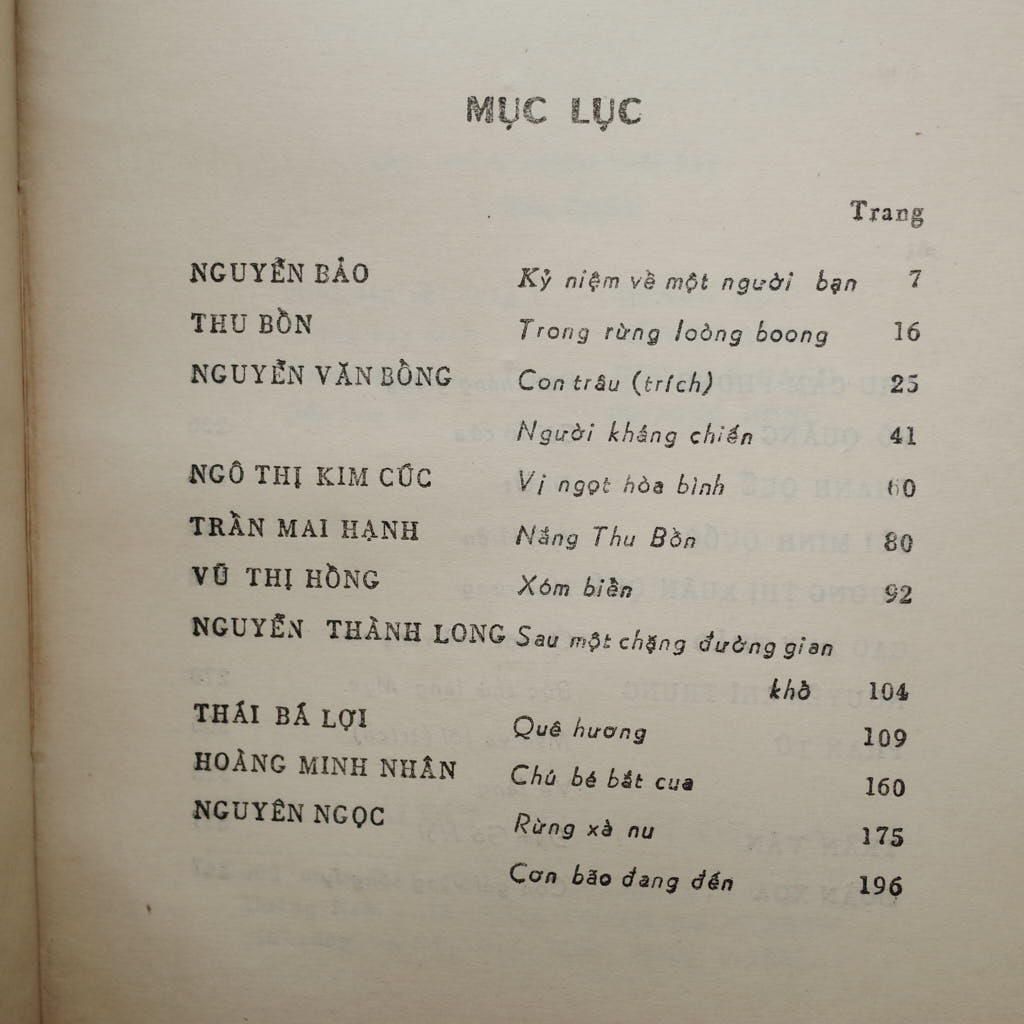 MỤC LỤC
Trang
NGUYỄN BẢO Kỷ niệm về một người bạn 7
THU BỒN Trong rừng loòng boong 16
NGUYỄN VĂN BỒNG Con trâu (trích) 25
Người kháng chiến 41
NGÔ THỊ KIM CÚC Vị ngọt hòa bình 60
TRẦN MAI HẠNH Nắng Thu Bồn 80
VŨ THỊ HỒNG Xóm biển 92
NGUYỄN THÀNH LONG Sau một chặng đường gian
khổ 104
THÁI BÁ LỢI Quê hương 109
HOÀNG MINH NHÂN Chú bé bắt cua 160
NGUYÊN NGỌC Rừng xà nu 175
Cơn bão đang đến 196